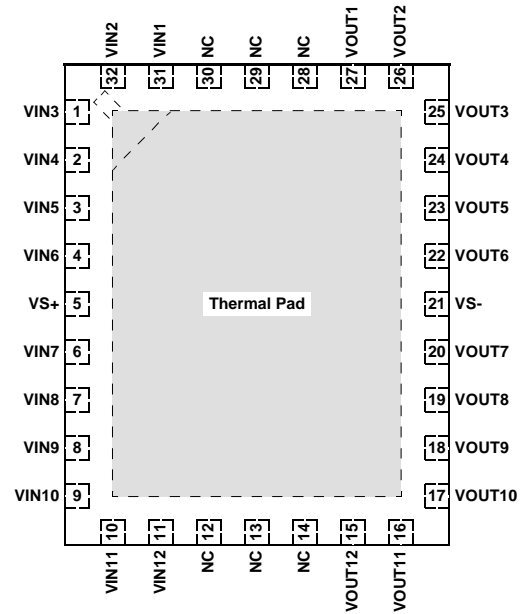 VIN2 VIN1 NC NC NC VOUT1 VOUT2
32 31 30 29 28 27 26
VIN3 1 25 VOUT3
VIN4 2 24 VOUT4
VIN5 3 23 VOUT5
VIN6 4 22 VOUT6
VS+ 5 Thermal Pad 21 VS-
VIN7 6 20 VOUT7
VIN8 7 19 VOUT8
VIN9 8 18 VOUT9
VIN10 9 17 VOUT10
10 11 12 13 14 15 16
VIN11 VIN12 NC NC NC VOUT12 VOUT11